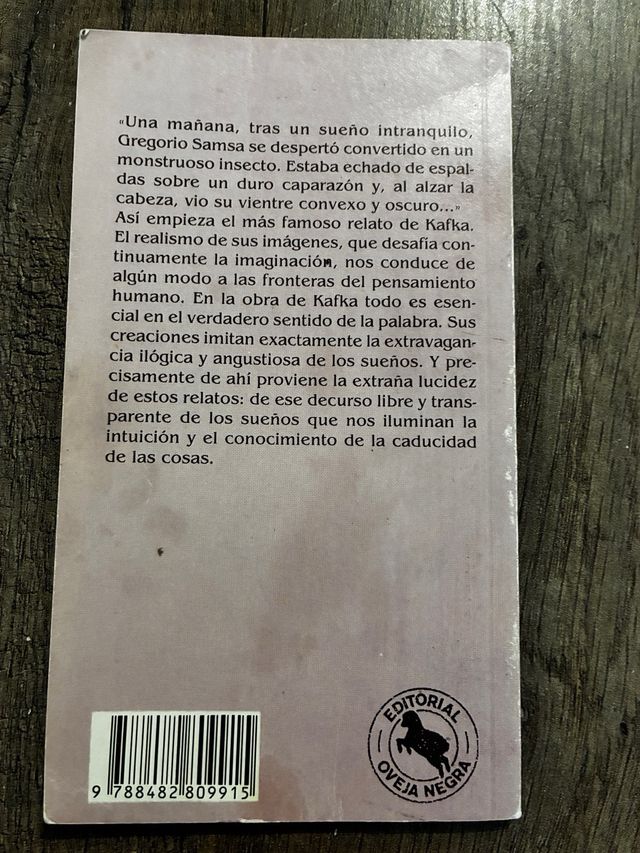 «Una mañana, tras un sueño intranquilo,
Gregorio Samsa se despertó convertido en un
monstruoso insecto. Estaba echado de espal-
das sobre un duro caparazón y, al alzar la
cabeza, vio su vientre convexo y oscuro...»
Así empieza el más famoso relato de Kafka.
El realismo de sus imágenes, que desafía con-
tinuamente la imaginación, nos conduce de
algún modo a las fronteras del pensamiento
humano. En la obra de Kafka todo es esen-
cial en el verdadero sentido de la palabra. Sus
creaciones imitan exactamente la extravagan-
cia ilógica y angustiosa de los sueños. Y pre-
cisamente de ahí proviene la extraña lucidez
de estos relatos: de ese decurso libre y trans-
parente de los sueños que nos iluminan la
intuición y el conocimiento de la caducidad
de las cosas.
EDITORIAL
OVEJA NEGRA
9 788482 809915